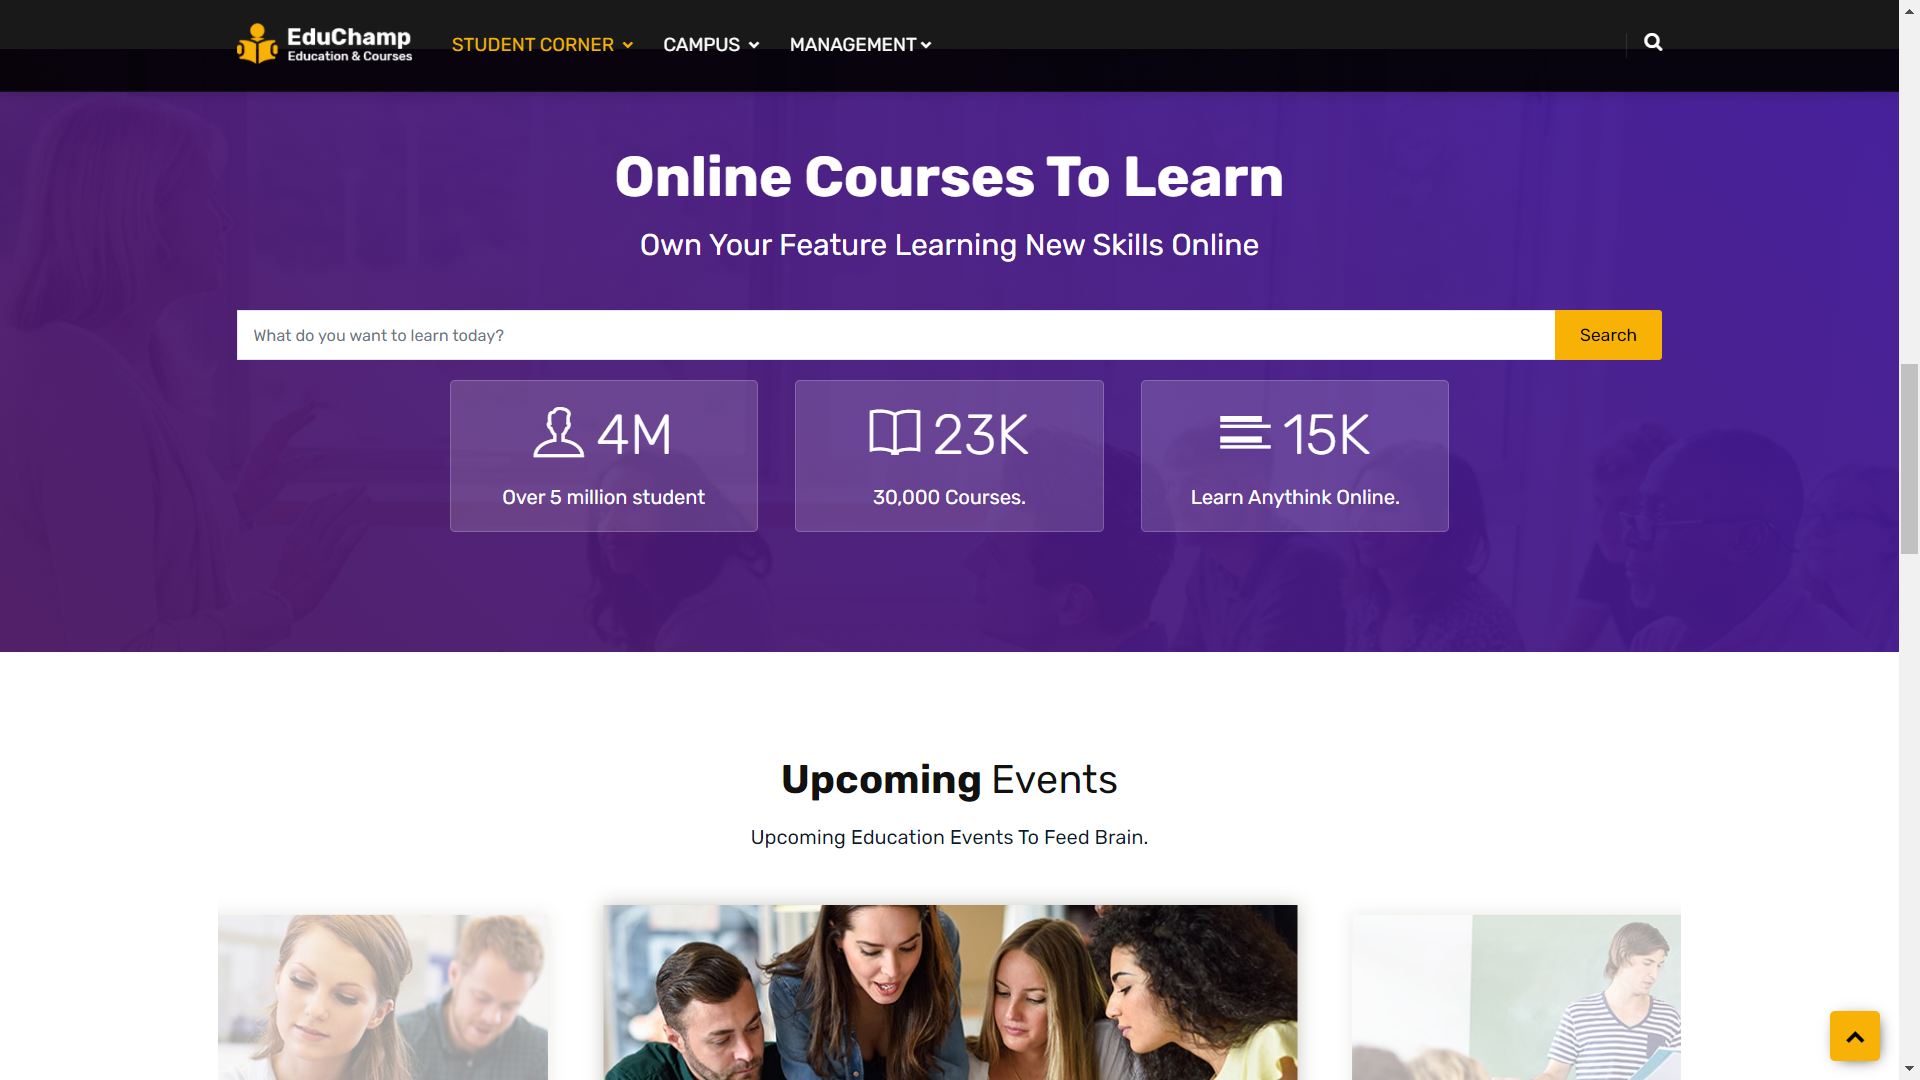 EduChamp
Education & Courses
STUDENT CORNER
CAMPUS
MANAGEMENT
Online Courses To Learn
Own Your Feature Learning New Skills Online
What do you want to learn today?
Search
4M
Over 5 million student
23K
30,000 Courses.
15K
Learn Anythink Online.
Upcoming Events
Upcoming Education Events To Feed Brain.